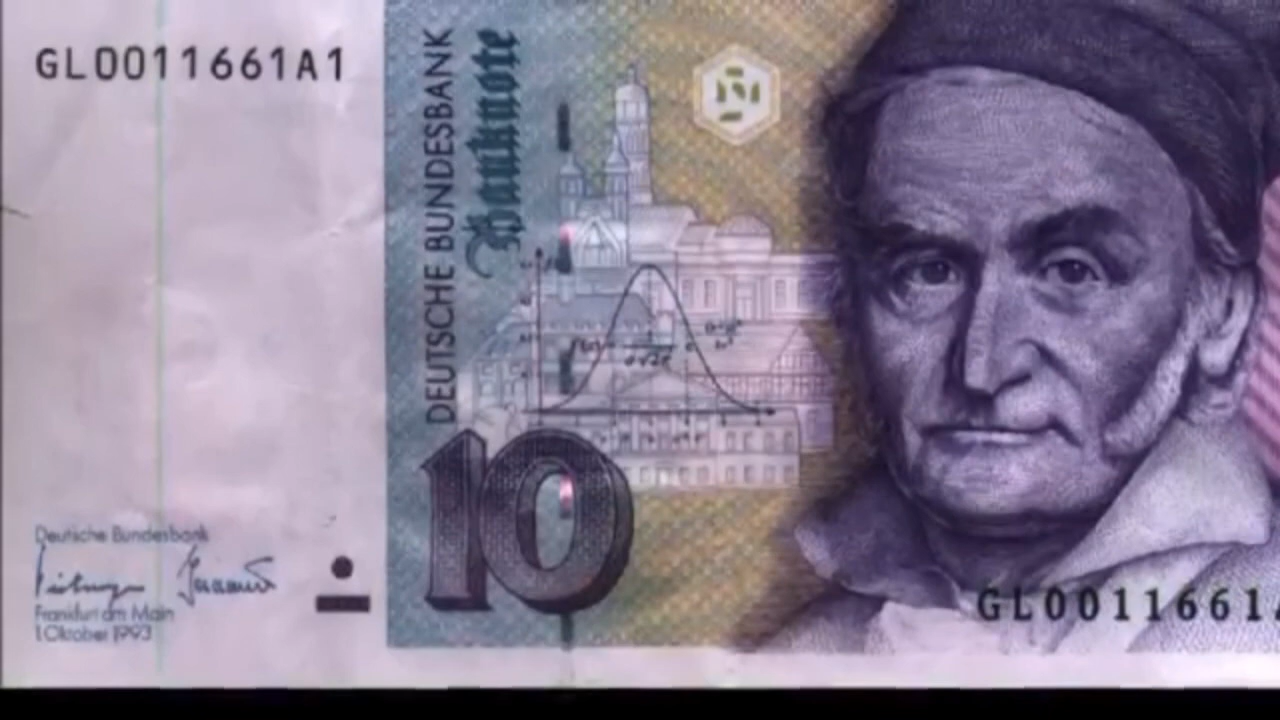 GL0011661A1
DEUTSCHE BUNDESBANK
Banknote
10
Deutsche Bundesbank
Frankfurt am Main
1. Oktober 1993
GL0011661